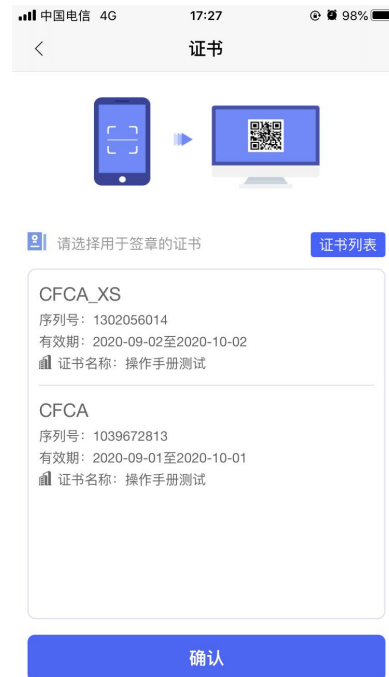 中国电信 4G 17:27 98%
证书
请选择用于签章的证书 证书列表
CFCA_XS
序列号：1302056014
有效期：2020-09-02至2020-10-02
证书名称：操作手册测试
CFCA
序列号：1039672813
有效期：2020-09-01至2020-10-01
证书名称：操作手册测试
确认